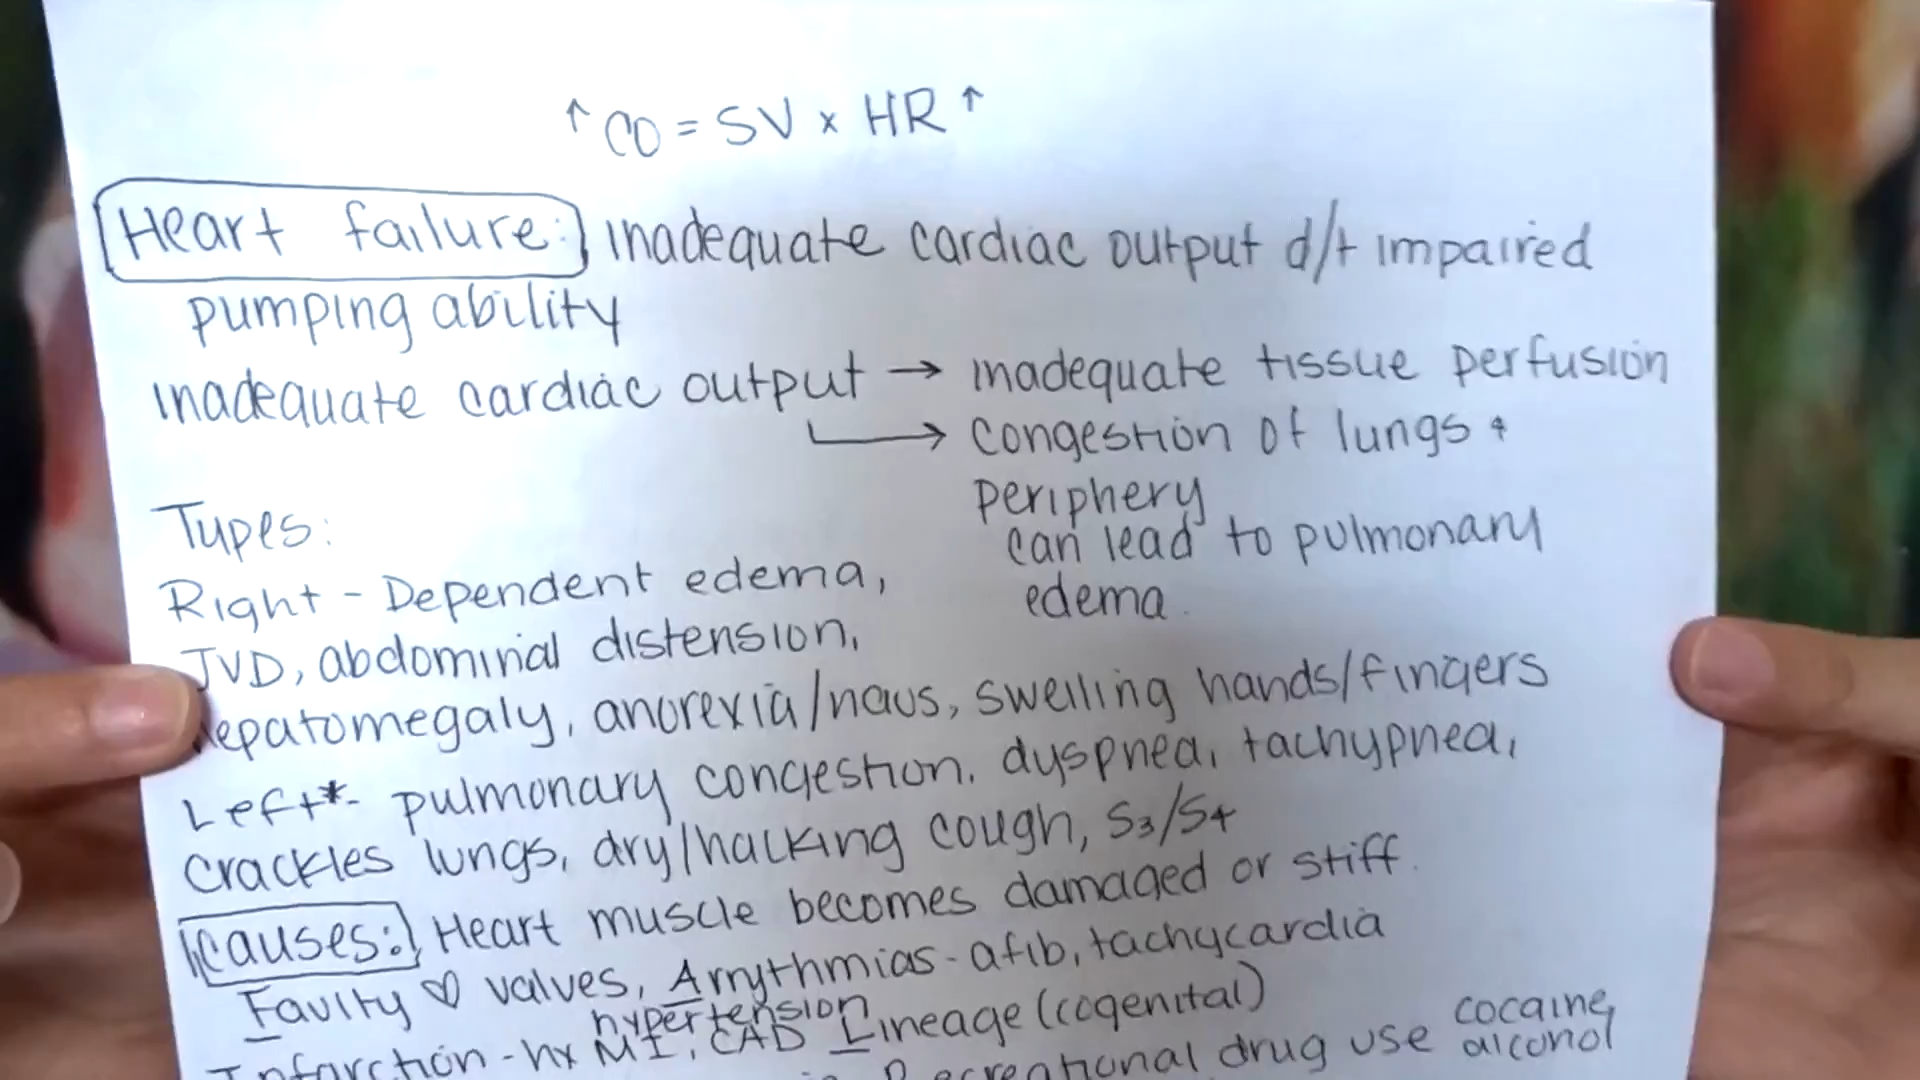 ↑ CO = SV x HR ↑
Heart failure: inadequate cardiac output d/t impaired
pumping ability
inadequate cardiac output → inadequate tissue perfusion
→ congestion of lungs &
periphery
can lead to pulmonary
edema.
Types:
Right - Dependent edema,
JVD, abdominal distension,
hepatomegaly, anorexia/naus, swelling hands/fingers
Left*- pulmonary congestion, dyspnea, tachypnea,
crackles lungs, dry/hacking cough, S3/S4
Causes: Heart muscle becomes damaged or stiff.
Faulty ♡ valves, Arrythmias - afib, tachycardia
hypertension
Infarction - hx MI, CAD Lineage (cogenital)
Recreational drug use cocaine,
alcohol